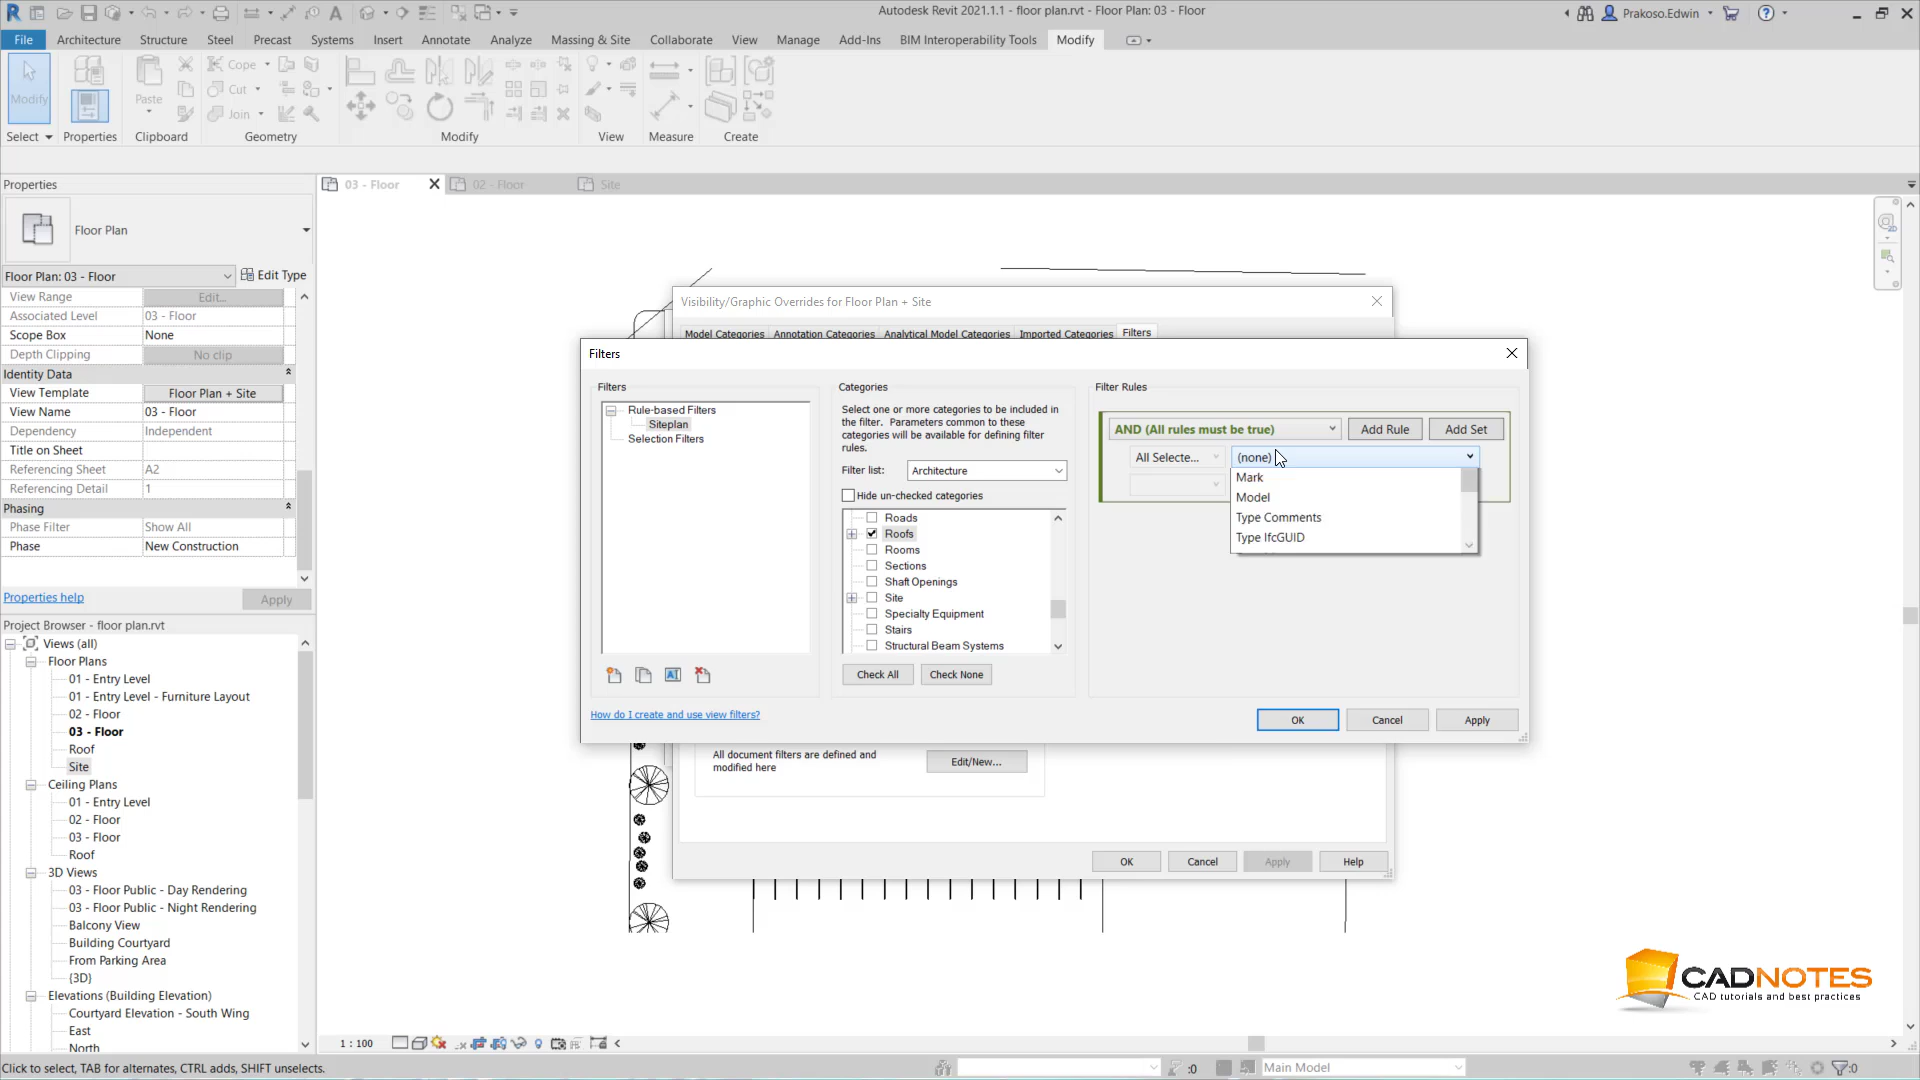 Autodesk Revit 2021.1.1 - floor plan.rvt - Floor Plan: 03 - Floor
Prakoso.Edwin
File Architecture Structure Steel Precast Systems Insert Annotate Analyze Massing & Site Collaborate View Manage Add-Ins BIM Interoperability Tools Modify
Modify
Paste
Cope
Cut
Join
Select Properties Clipboard Geometry Modify View Measure Create
Properties
03 - Floor
02 - Floor
Site
Floor Plan
Floor Plan: 03 - Floor
Edit Type
View Range Edit...
Associated Level 03 - Floor
Scope Box None
Depth Clipping No clip
Identity Data
View Template Floor Plan + Site
View Name 03 - Floor
Dependency Independent
Title on Sheet
Referencing Sheet A2
Referencing Detail 1
Phasing
Phase Filter Show All
Phase New Construction
Properties help
Apply
Project Browser - floor plan.rvt
Views (all)
Floor Plans
01 - Entry Level
01 - Entry Level - Furniture Layout
02 - Floor
03 - Floor
Roof
Site
Ceiling Plans
01 - Entry Level
02 - Floor
03 - Floor
Roof
3D Views
03 - Floor Public - Day Rendering
03 - Floor Public - Night Rendering
Balcony View
Building Courtyard
From Parking Area
{3D}
Elevations (Building Elevation)
Courtyard Elevation - South Wing
East
North
Visibility/Graphic Overrides for Floor Plan + Site
Model Categories Annotation Categories Analytical Model Categories Imported Categories Filters
Filters
Filters
Rule-based Filters
Siteplan
Selection Filters
How do I create and use view filters?
Categories
Select one or more categories to be included in
the filter. Parameters common to these
categories will be available for defining filter
rules.
Filter list: Architecture
Hide un-checked categories
Roads
Roofs
Rooms
Sections
Shaft Openings
Site
Specialty Equipment
Stairs
Structural Beam Systems
Check All
Check None
Filter Rules
AND (All rules must be true)
Add Rule
Add Set
All Selecte...
(none)
Mark
Model
Type Comments
Type IfcGUID
OK
Cancel
Apply
All document filters are defined and
modified here
Edit/New...
OK
Cancel
Apply
Help
CADNOTES
CAD tutorials and best practices
1 : 100
Click to select, TAB for alternates, CTRL adds, SHIFT unselects.
:0
Main Model
:0